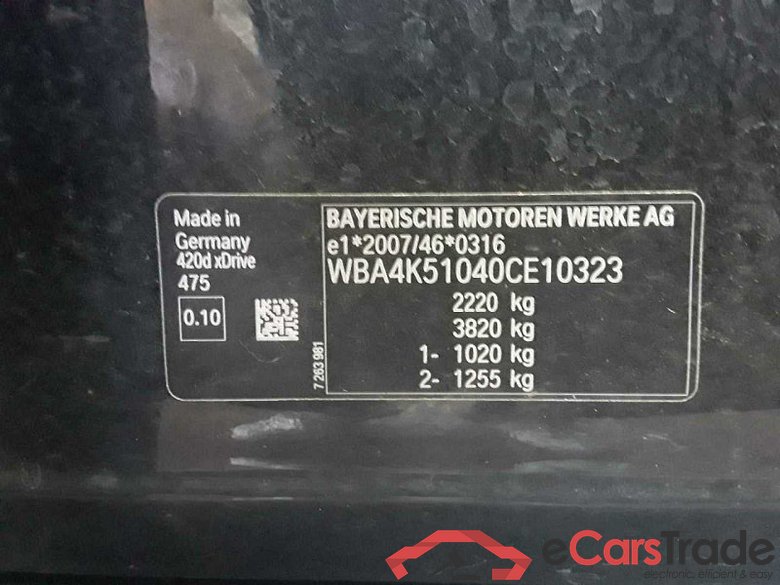 Made in
Germany
420d xDrive
475
0.10
7 263 981
BAYERISCHE MOTOREN WERKE AG
e1*2007/46*0316
WBA4K51040CE10323
2220 kg
3820 kg
1- 1020 kg
2- 1255 kg
eCarsTrade
electronic, efficient & easy